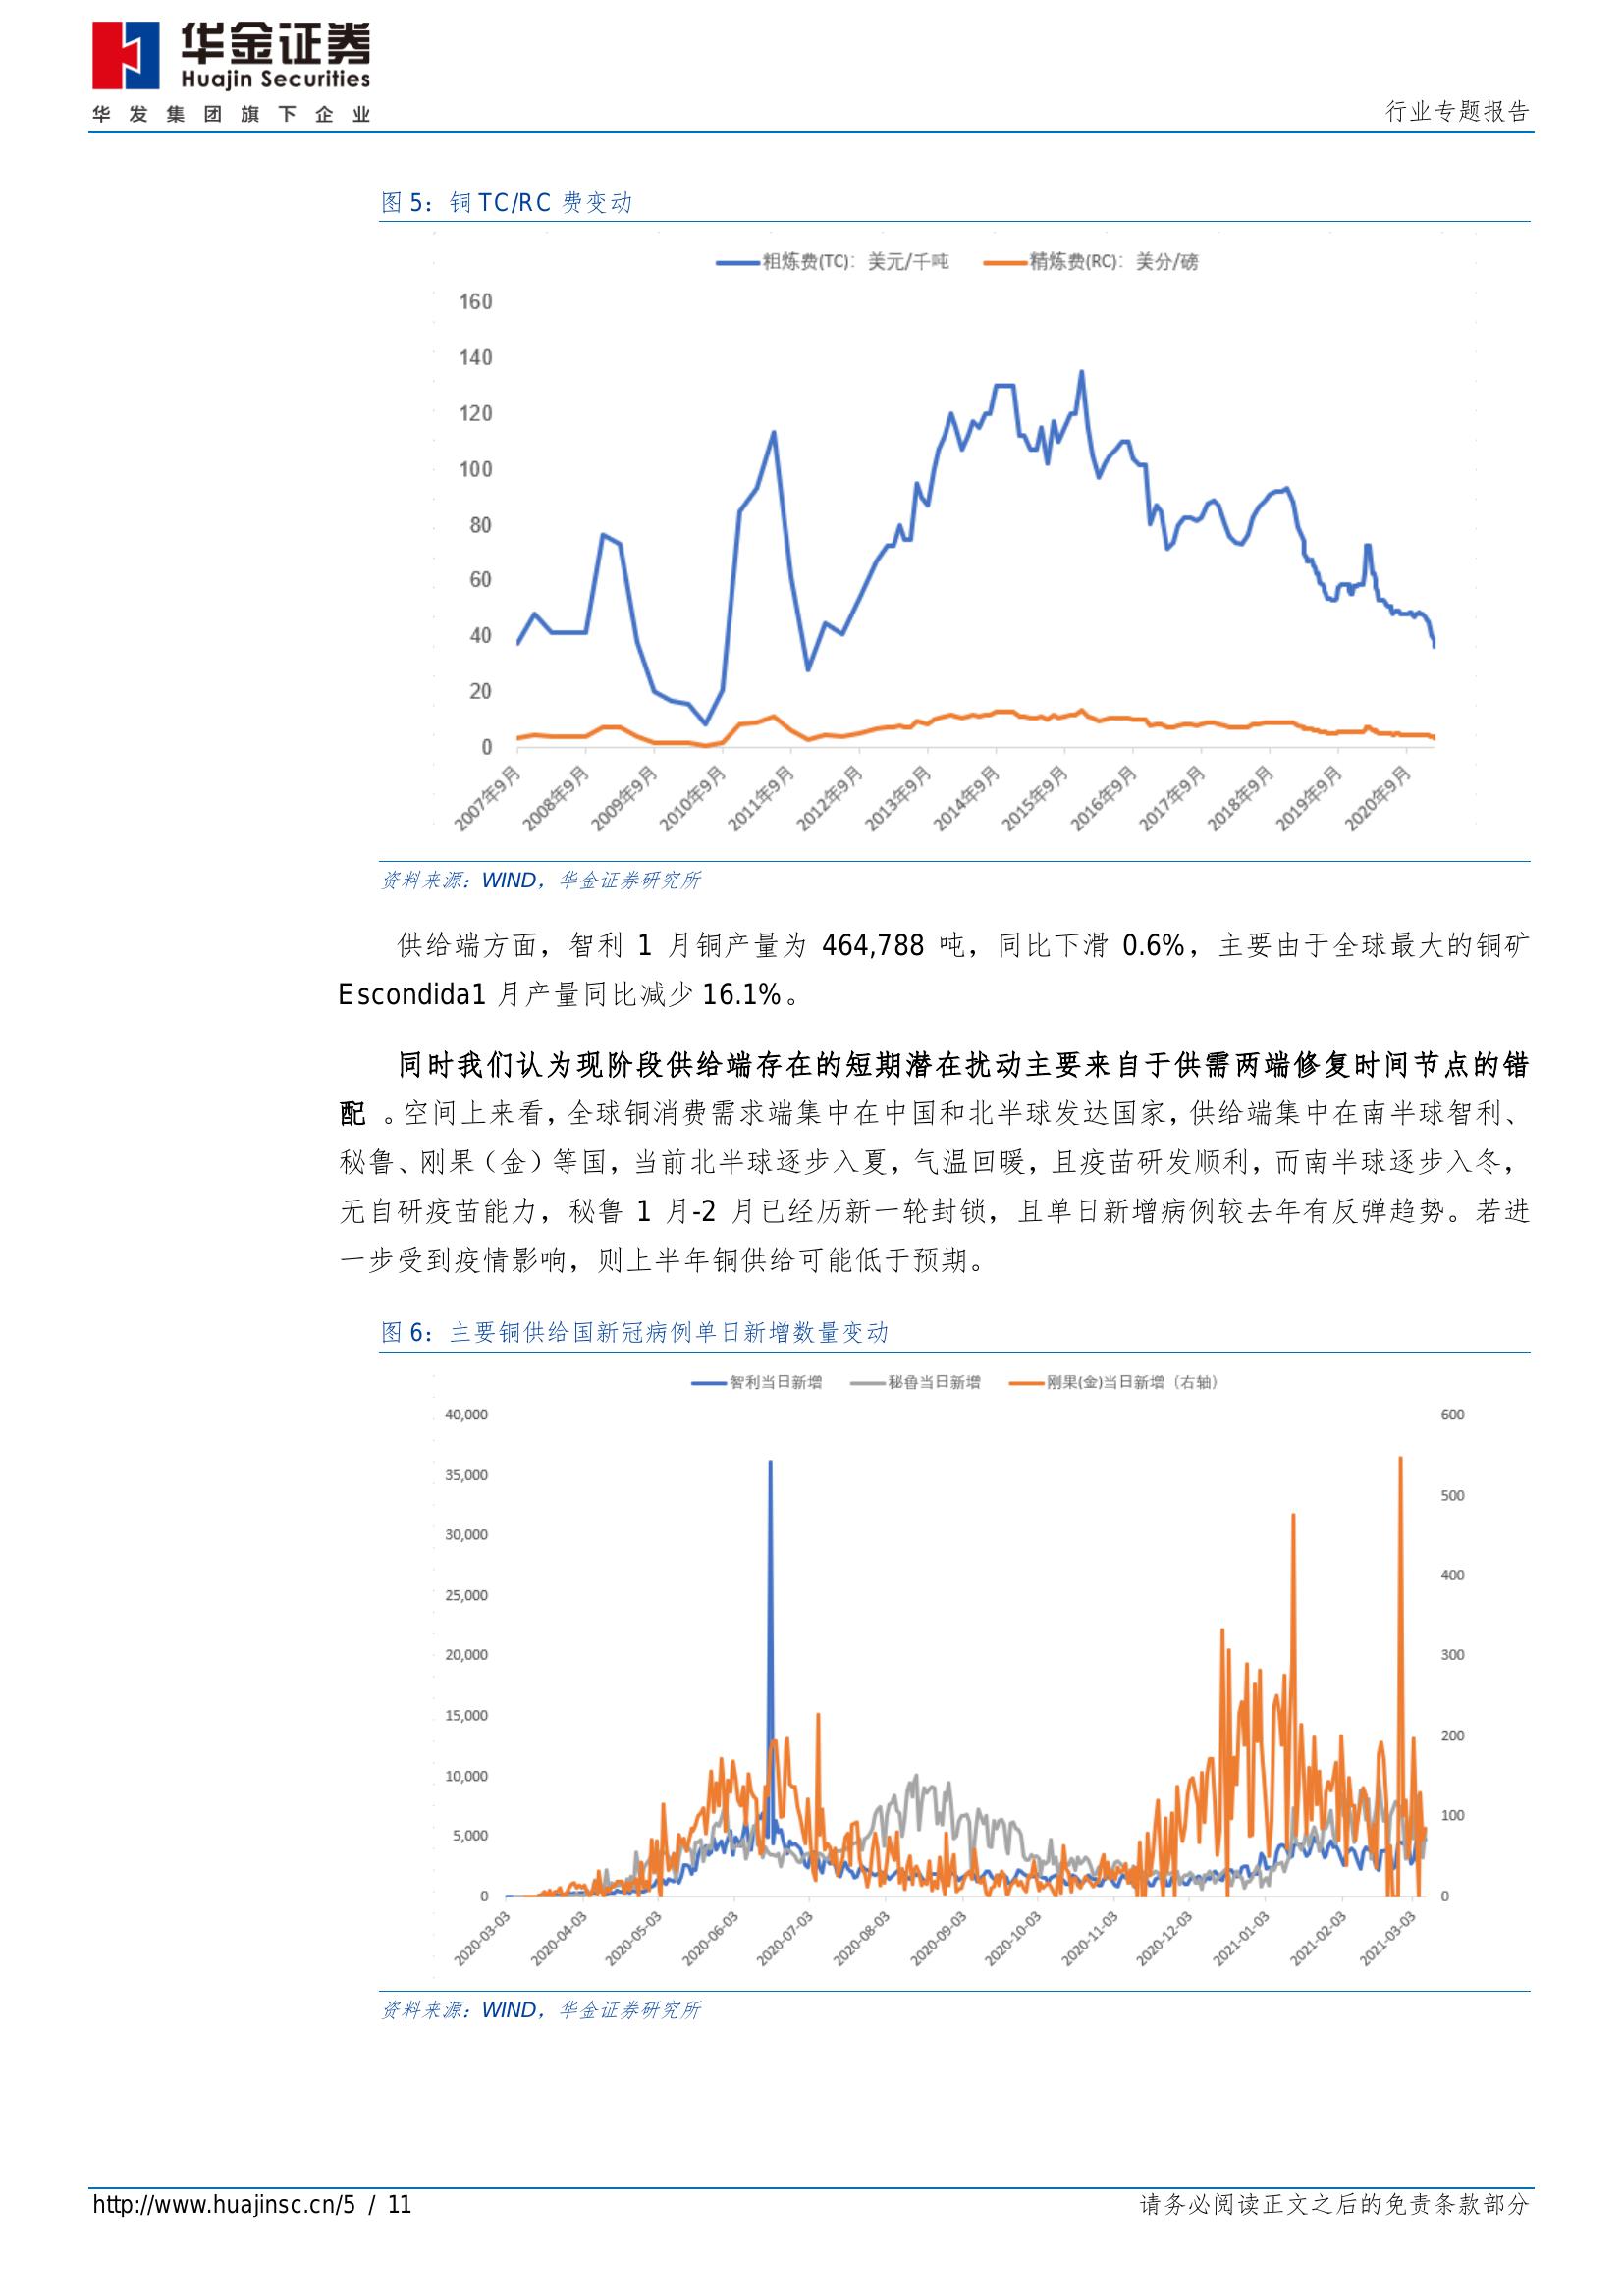 华金证券
Huajin Securities
华发集团旗下企业
行业专题报告
图 5：铜 TC/RC 费变动
粗炼费(TC)：美元/千吨 精炼费(RC)：美分/磅
160
140
120
100
80
60
40
20
0
2007年9月 2008年9月 2009年9月 2010年9月 2011年9月 2012年9月 2013年9月 2014年9月 2015年9月 2016年9月 2017年9月 2018年9月 2019年9月 2020年9月
资料来源：WIND，华金证券研究所
供给端方面，智利 1 月铜产量为 464,788 吨，同比下滑 0.6%，主要由于全球最大的铜矿
Escondida1 月产量同比减少 16.1%。
同时我们认为现阶段供给端存在的短期潜在扰动主要来自于供需两端修复时间节点的错
配 。空间上来看，全球铜消费需求端集中在中国和北半球发达国家，供给端集中在南半球智利、
秘鲁、刚果（金）等国，当前北半球逐步入夏，气温回暖，且疫苗研发顺利，而南半球逐步入冬，
无自研疫苗能力，秘鲁 1 月-2 月已经历新一轮封锁，且单日新增病例较去年有反弹趋势。若进
一步受到疫情影响，则上半年铜供给可能低于预期。
图 6：主要铜供给国新冠病例单日新增数量变动
智利当日新增 秘鲁当日新增 刚果(金)当日新增（右轴）
40,000 600
35,000 500
30,000 400
25,000 300
20,000 200
15,000 100
10,000 0
5,000
0
2020-03-03 2020-04-03 2020-05-03 2020-06-03 2020-07-03 2020-08-03 2020-09-03 2020-10-03 2020-11-03 2020-12-03 2021-01-03 2021-02-03 2021-03-03
资料来源：WIND，华金证券研究所
http://www.huajinsc.cn/5 / 11 请务必阅读正文之后的免责条款部分